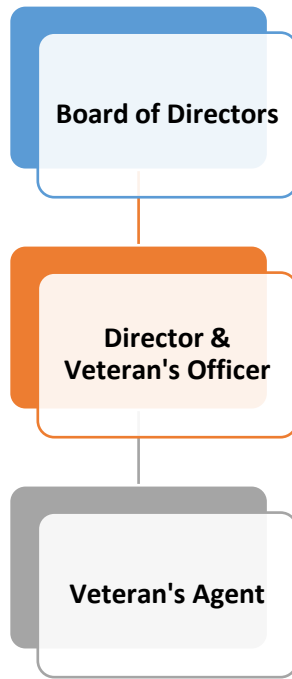 Board of Directors
Director &
Veteran's Officer
Veteran's Agent